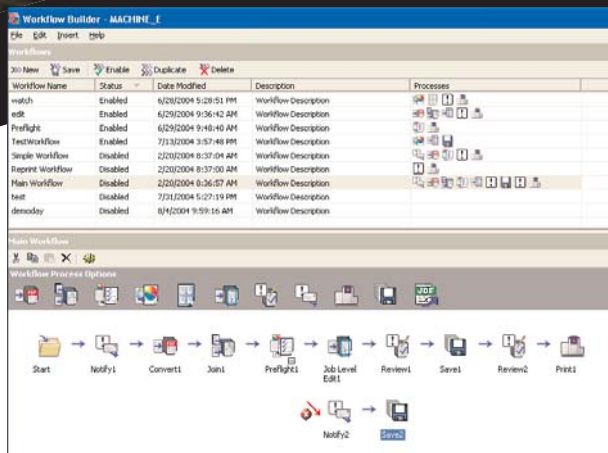 Workflow Builder - MACHINE_E
File Edit Insert Help
Workflows
New Save Enable Duplicate Delete
Workflow Name Status Date Modified Description Processes
watch Enabled 6/28/2004 5:28:51 PM Workflow Description
edit Enabled 6/29/2004 9:36:42 AM Workflow Description
Preflight Enabled 6/29/2004 9:48:40 AM Workflow Description
TestWorkflow Enabled 7/13/2004 3:57:48 PM Workflow Description
Simple Workflow Disabled 2/20/2004 8:37:04 AM Workflow Description
Reprint Workflow Disabled 2/20/2004 8:37:00 AM Workflow Description
Main Workflow Disabled 2/20/2004 8:36:57 AM Workflow Description
test Disabled 7/31/2004 5:27:19 PM Workflow Description
demoday Disabled 8/4/2004 9:59:16 AM Workflow Description
Main Workflow
Workflow Process Options
JDF
Start Notify1 Convert1 Join1 Preflight1 Job Level Edit1 Review1 Save1 Review2 Print1
Notify2 Save2